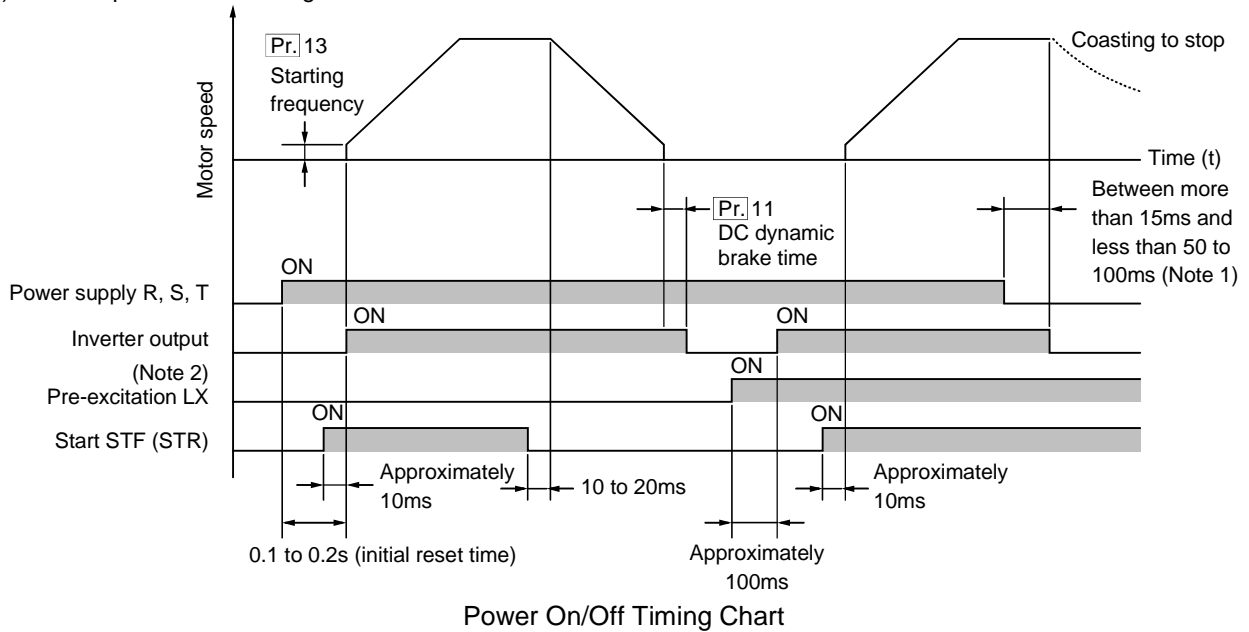 Pr. 13
Starting
frequency
Motor speed
Coasting to stop
Time (t)
Between more
than 15ms and
less than 50 to
100ms (Note 1)
Pr. 11
DC dynamic
brake time
ON
Power supply R, S, T
ON
ON
Inverter output
(Note 2)
ON
Pre-excitation LX
ON
ON
Start STF (STR)
Approximately
10ms
10 to 20ms
Approximately
10ms
0.1 to 0.2s (initial reset time)
Approximately
100ms
Power On/Off Timing Chart